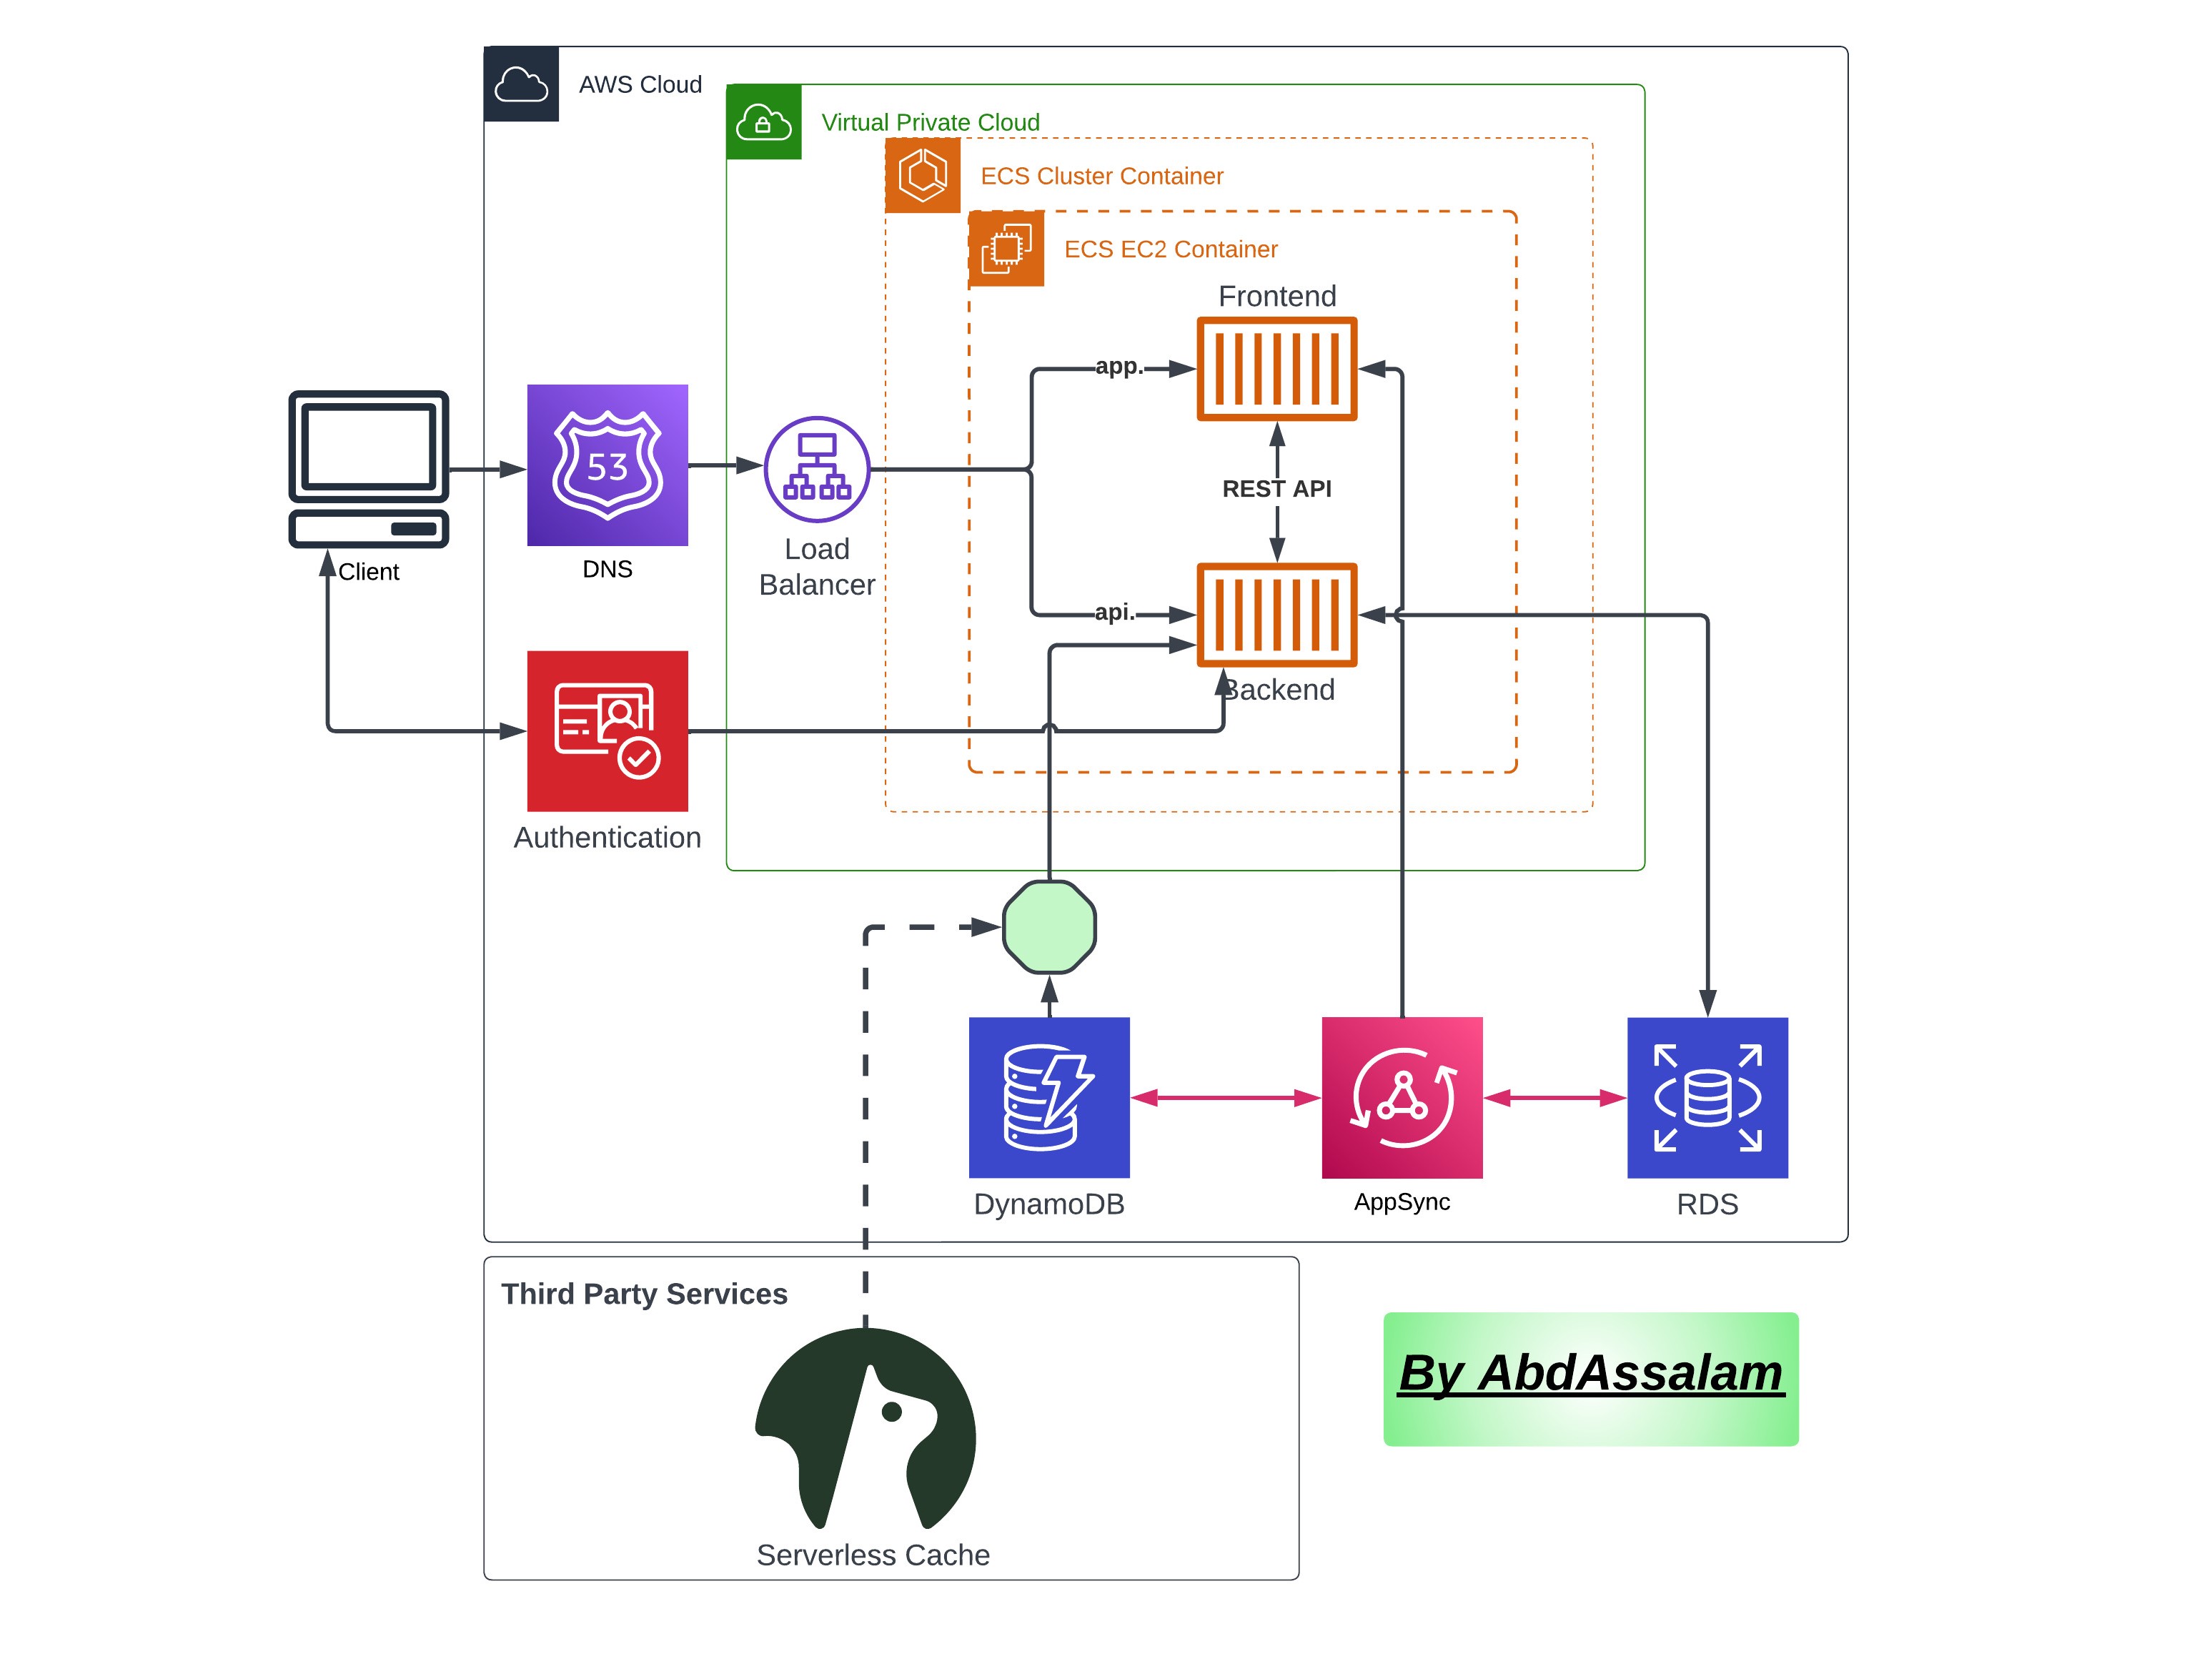 AWS Cloud
Virtual Private Cloud
ECS Cluster Container
ECS EC2 Container
Frontend
app.
53
REST API
Client
DNS
Load
Balancer
api.
Backend
Authentication
DynamoDB
AppSync
RDS
Third Party Services
By AbdAssalam
Serverless Cache